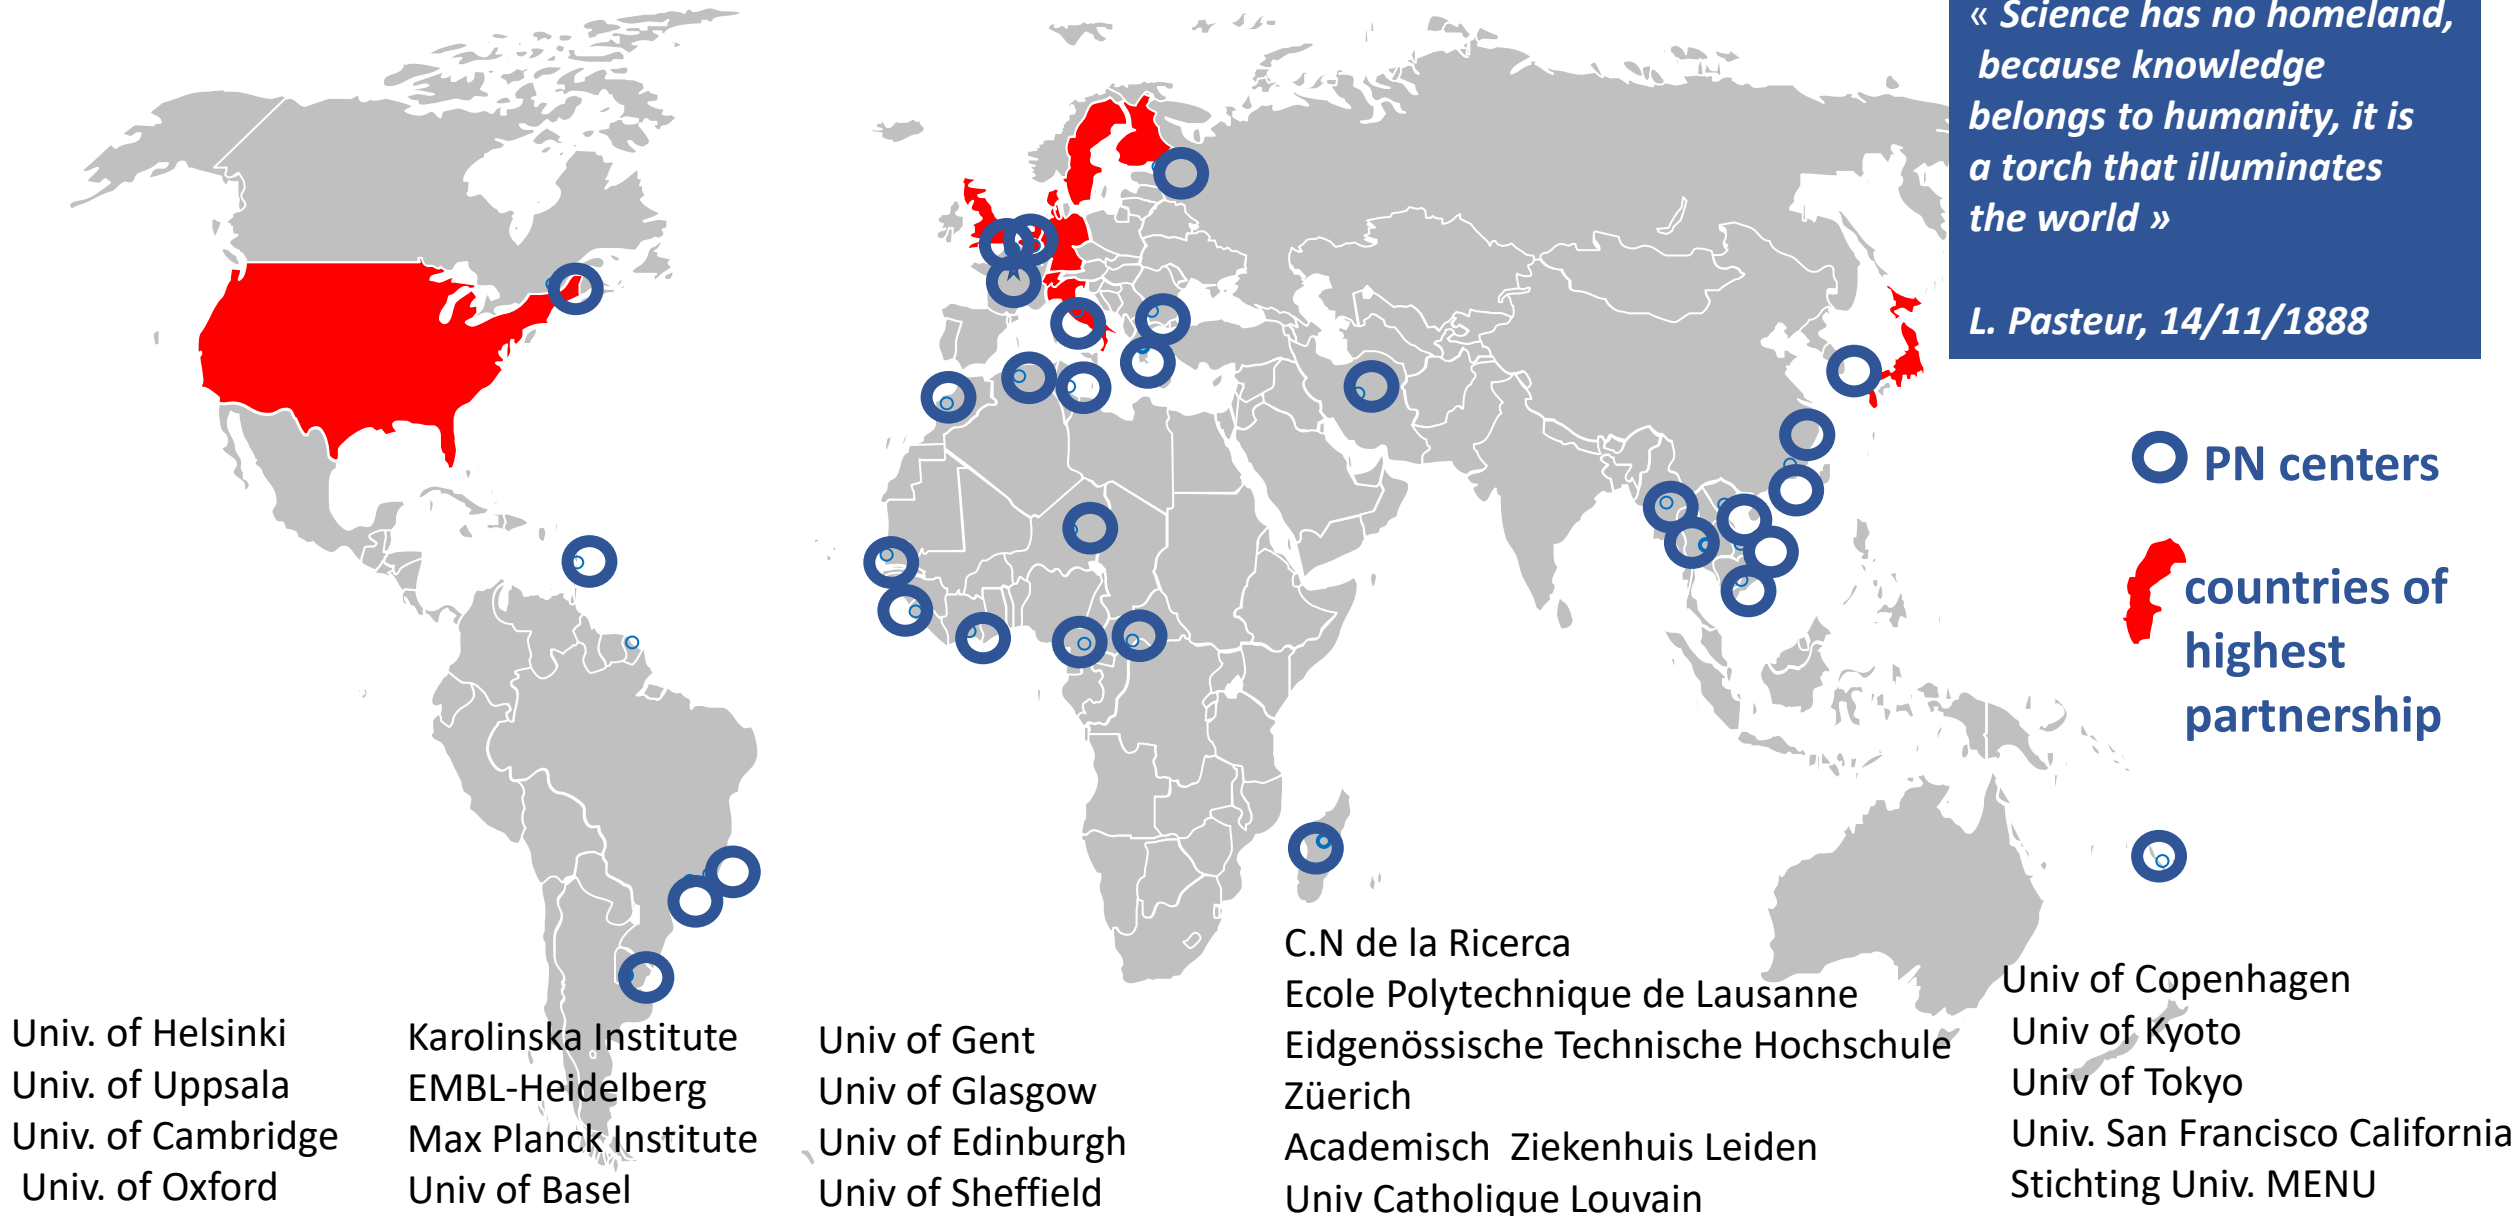 « Science has no homeland,
because knowledge
belongs to humanity, it is
a torch that illuminates
the world »
L. Pasteur, 14/11/1888
PN centers
countries of
highest
partnership
Univ. of Helsinki
Univ. of Uppsala
Univ. of Cambridge
Univ. of Oxford
Karolinska Institute
EMBL-Heidelberg
Max Planck Institute
Univ of Basel
Univ of Gent
Univ of Glasgow
Univ of Edinburgh
Univ of Sheffield
C.N de la Ricerca
Ecole Polytechnique de Lausanne
Eidgenössische Technische Hochschule
Züerich
Academisch Ziekenhuis Leiden
Univ Catholique Louvain
Univ of Copenhagen
Univ of Kyoto
Univ of Tokyo
Univ. San Francisco California
Stichting Univ. MENU